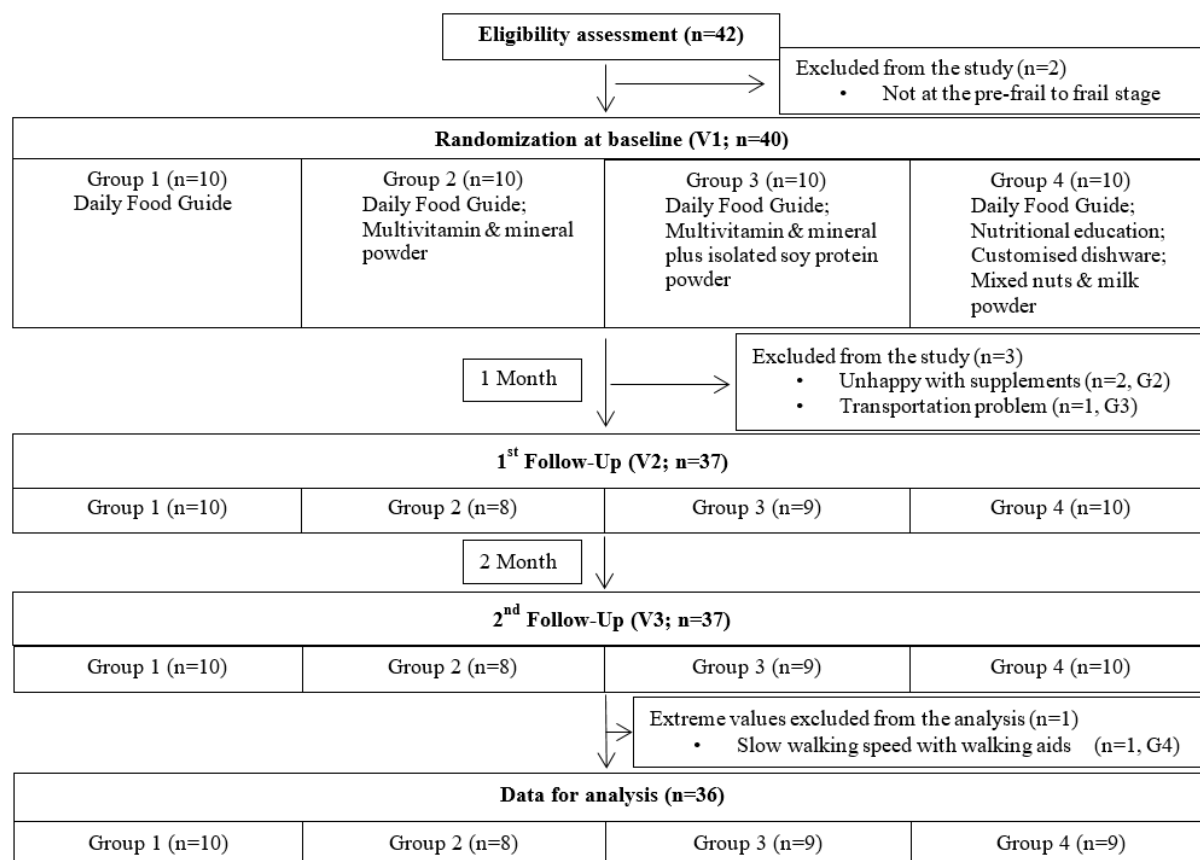 Eligibility assessment (n=42)
Excluded from the study (n=2)
• Not at the pre-frail to frail stage
Randomization at baseline (V1; n=40)
Group 1 (n=10)
Daily Food Guide
Group 2 (n=10)
Daily Food Guide;
Multivitamin & mineral
powder
Group 3 (n=10)
Daily Food Guide;
Multivitamin & mineral
plus isolated soy protein
powder
Group 4 (n=10)
Daily Food Guide;
Nutritional education;
Customised dishware;
Mixed nuts & milk
powder
1 Month
Excluded from the study (n=3)
• Unhappy with supplements (n=2, G2)
• Transportation problem (n=1, G3)
1st Follow-Up (V2; n=37)
Group 1 (n=10)
Group 2 (n=8)
Group 3 (n=9)
Group 4 (n=10)
2 Month
2nd Follow-Up (V3; n=37)
Group 1 (n=10)
Group 2 (n=8)
Group 3 (n=9)
Group 4 (n=10)
Extreme values excluded from the analysis (n=1)
• Slow walking speed with walking aids (n=1, G4)
Data for analysis (n=36)
Group 1 (n=10)
Group 2 (n=8)
Group 3 (n=9)
Group 4 (n=9)